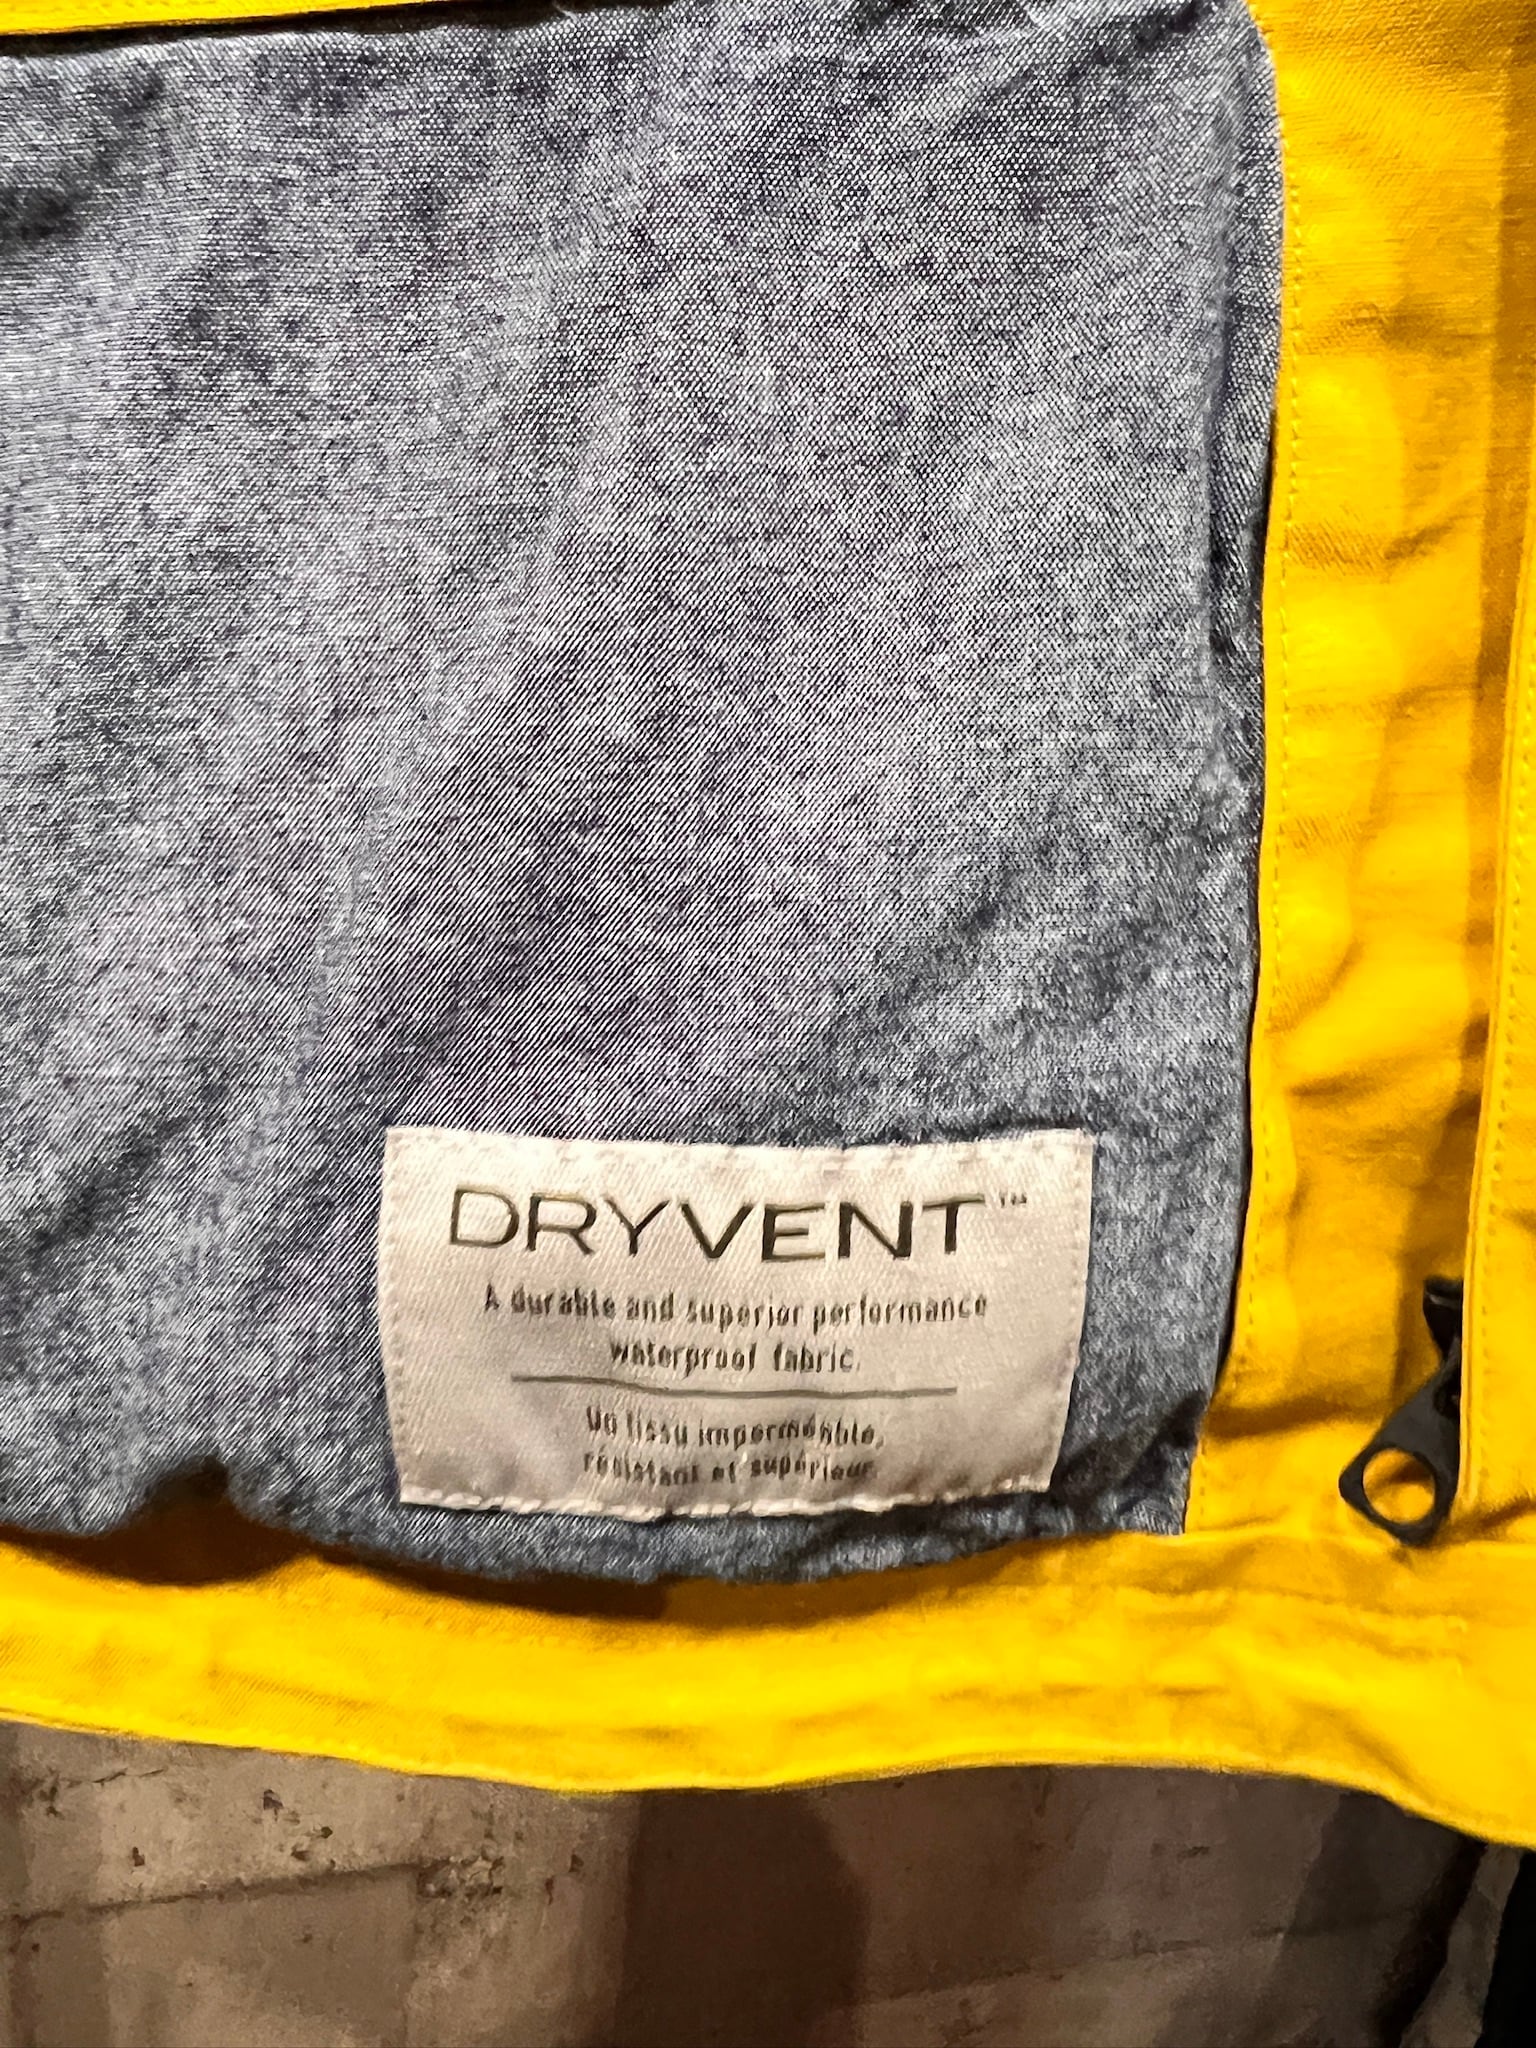 DRYVENT™
A durable and superior performance
waterproof fabric.
Un tissu imperméable,
résistant et supérieur.